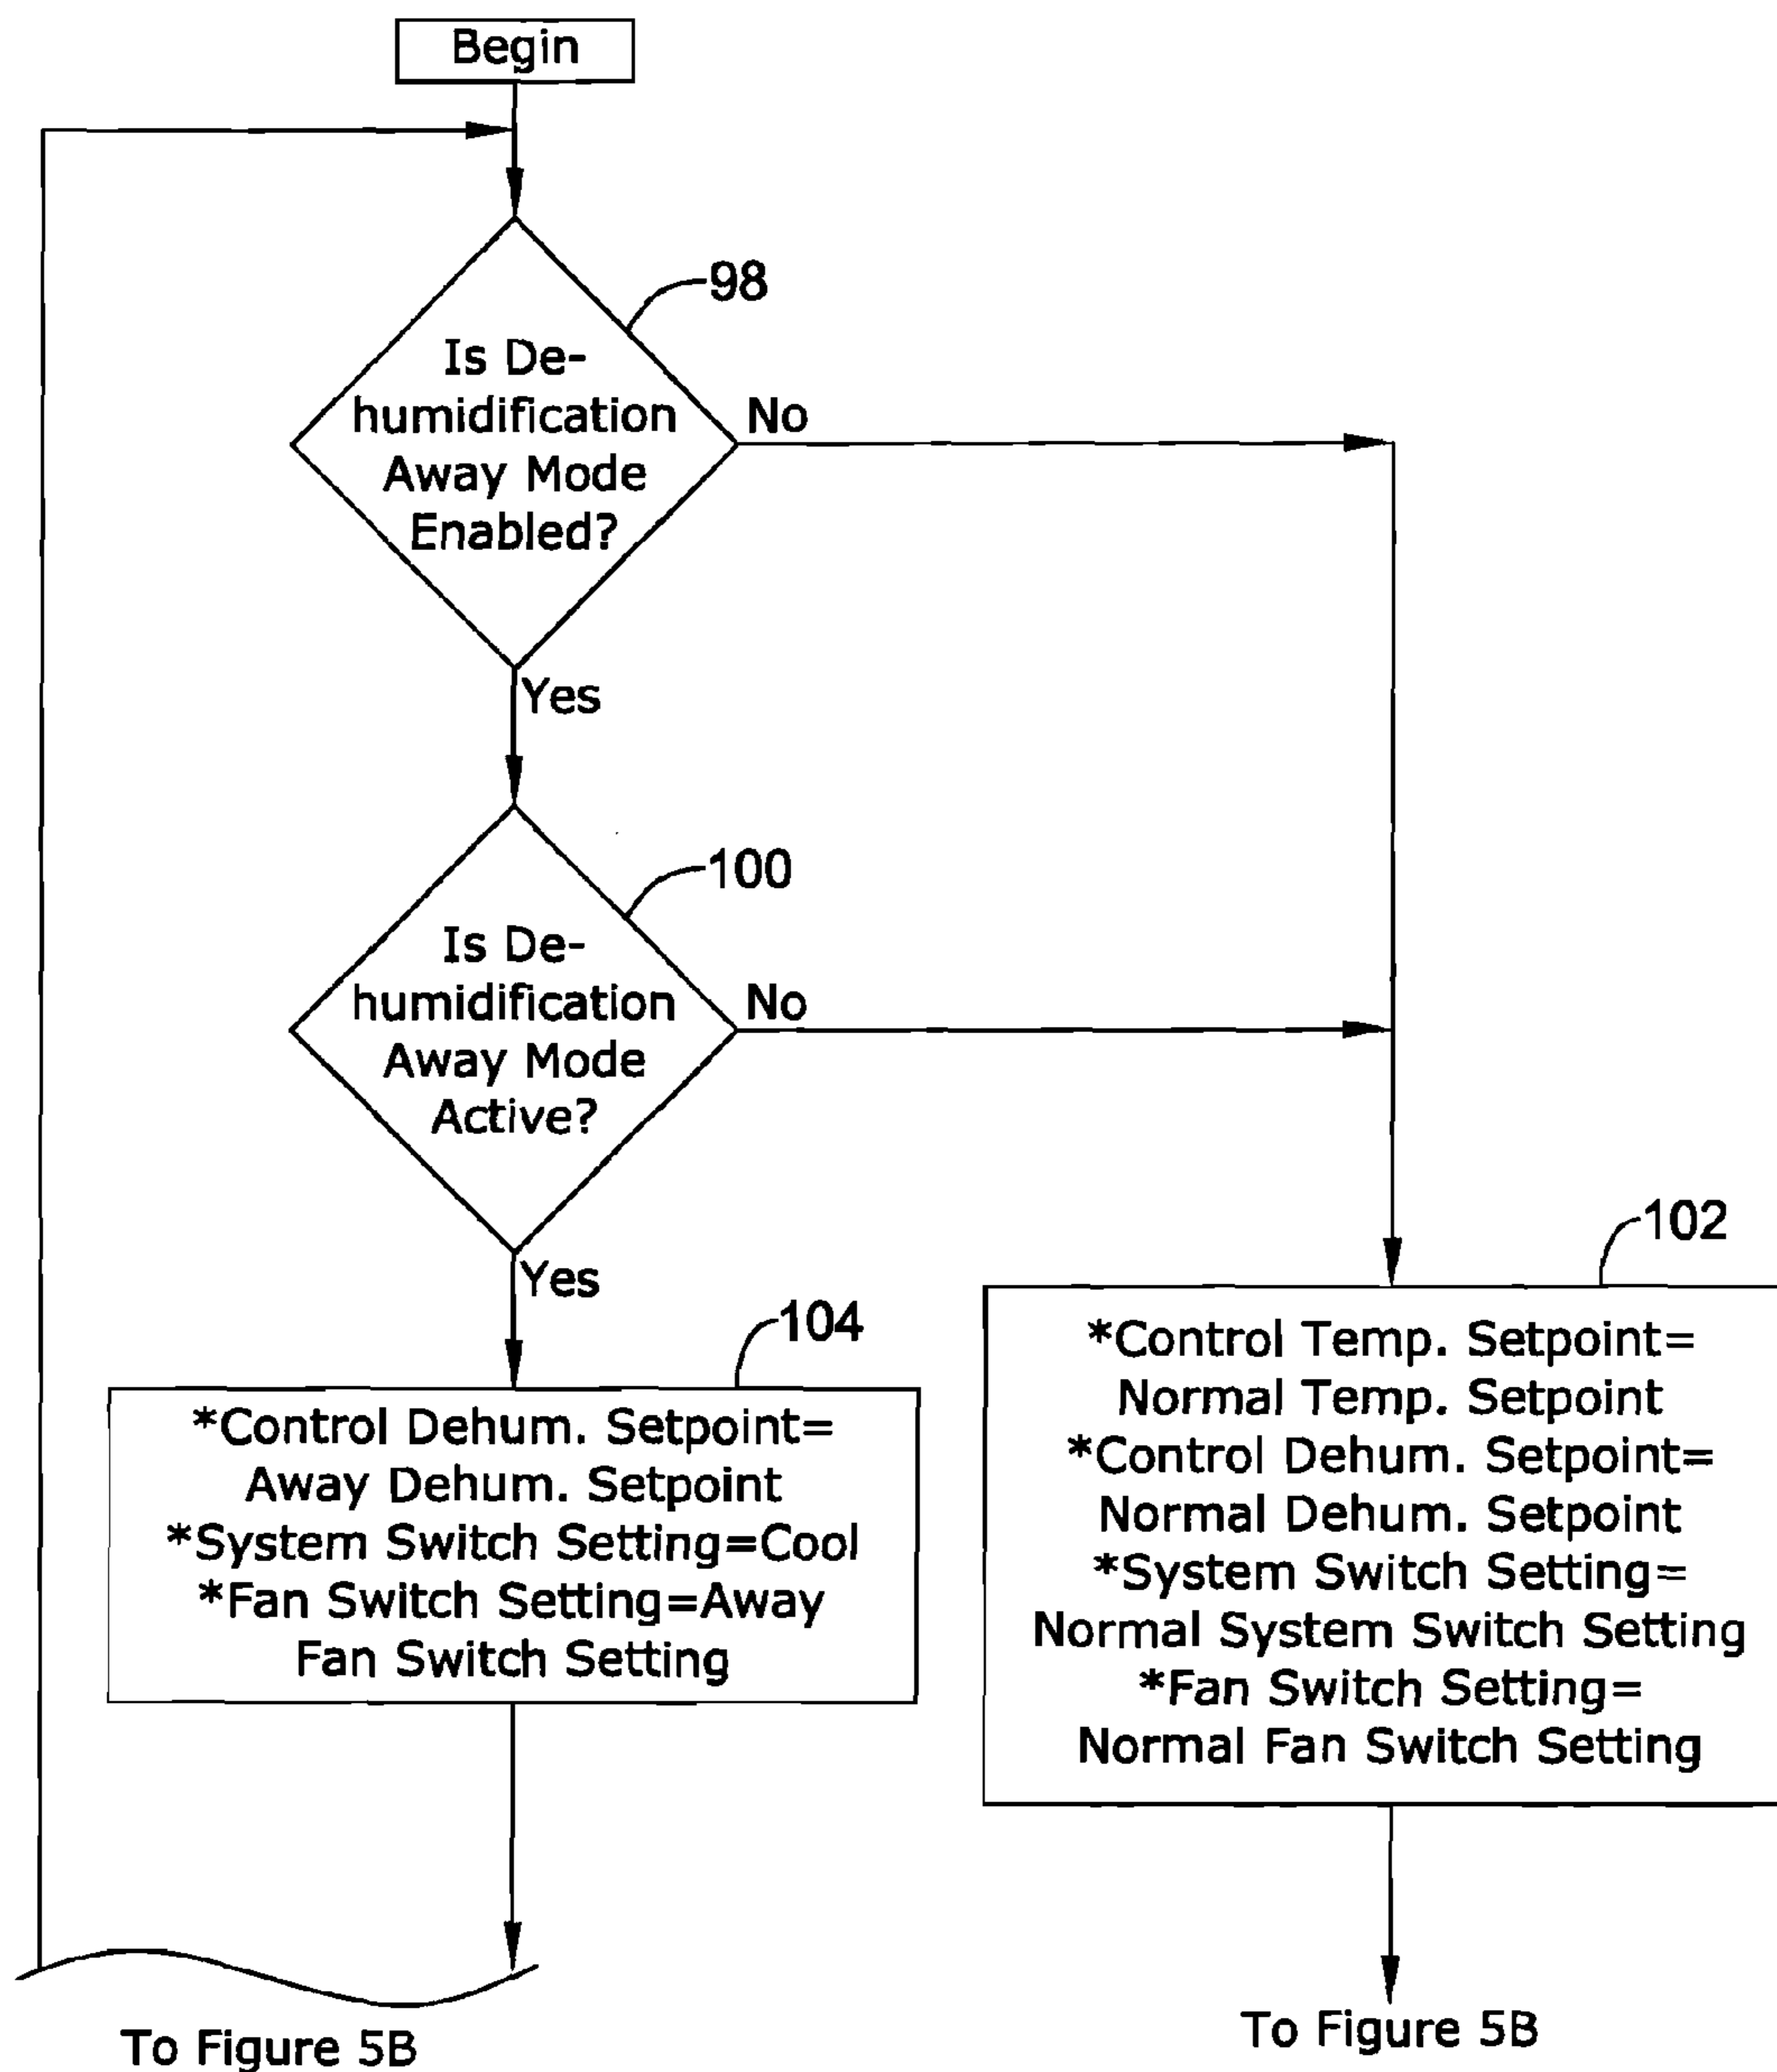 Begin
98
Is De-
humidification
Away Mode
Enabled?
No
Yes
100
Is De-
humidification
Away Mode
Active?
No
Yes
104
*Control Dehum. Setpoint=
Away Dehum. Setpoint
*System Switch Setting=Cool
*Fan Switch Setting=Away
Fan Switch Setting
102
*Control Temp. Setpoint=
Normal Temp. Setpoint
*Control Dehum. Setpoint=
Normal Dehum. Setpoint
*System Switch Setting=
Normal System Switch Setting
*Fan Switch Setting=
Normal Fan Switch Setting
To Figure 5B
To Figure 5B